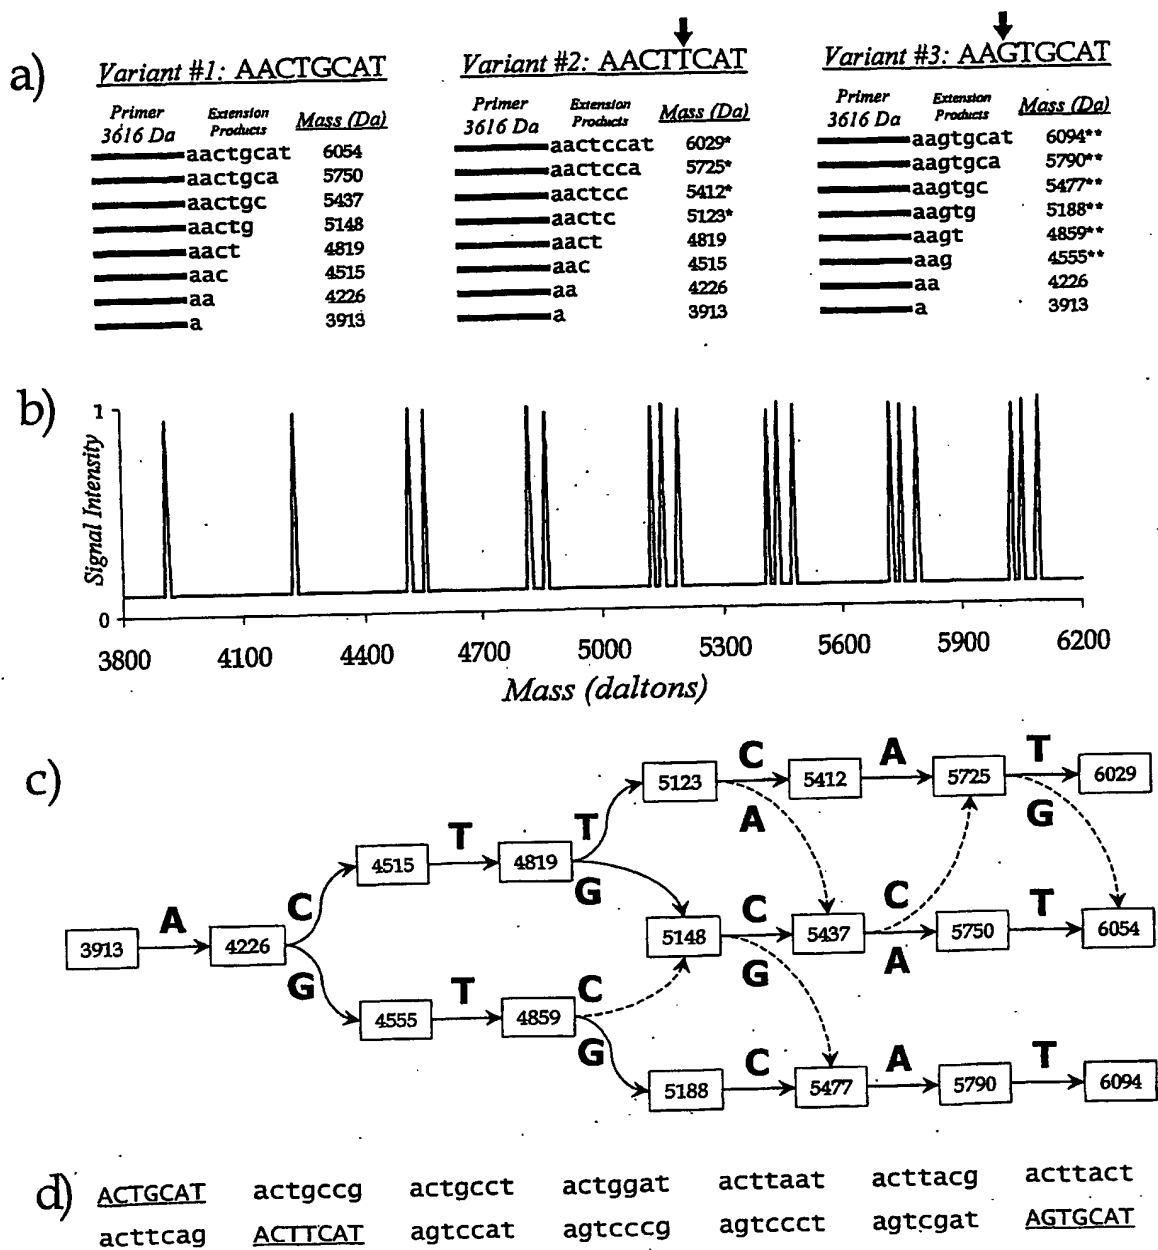 a)
Variant #1: AACTGCAT
Primer 3616 Da Extension Products Mass (Da)
aactgcat 6054
aactgca 5750
aactgc 5437
aactg 5148
aact 4819
aac 4515
aa 4226
a 3913
Variant #2: AACTTCAT
Primer 3616 Da Extension Products Mass (Da)
aactccat 6029*
aactcca 5725*
aactcc 5412*
aactc 5123*
aact 4819
aac 4515
aa 4226
a 3913
Variant #3: AAGTGCAT
Primer 3616 Da Extension Products Mass (Da)
aagtgcat 6094**
aagtgca 5790**
aagtgc 5477**
aagtg 5188**
aagt 4859**
aag 4555**
aa 4226
a 3913
b)
Signal Intensity
1
0
3800 4100 4400 4700 5000 5300 5600 5900 6200
Mass (daltons)
c)
C A T
5123 5412 5725 6029
T A G
T
4515 4819
C G C C T
A
3913 4226 5148 5437 5750 6054
G T C G A
4555 4859
G C A T
5188 5477 5790 6094
d) ACTGCAT actgccg actgcct actggat acttaat acttacg acttact
acttcag ACTTCAT agtccat agtcccg agtccct agtcgat AGTGCAT